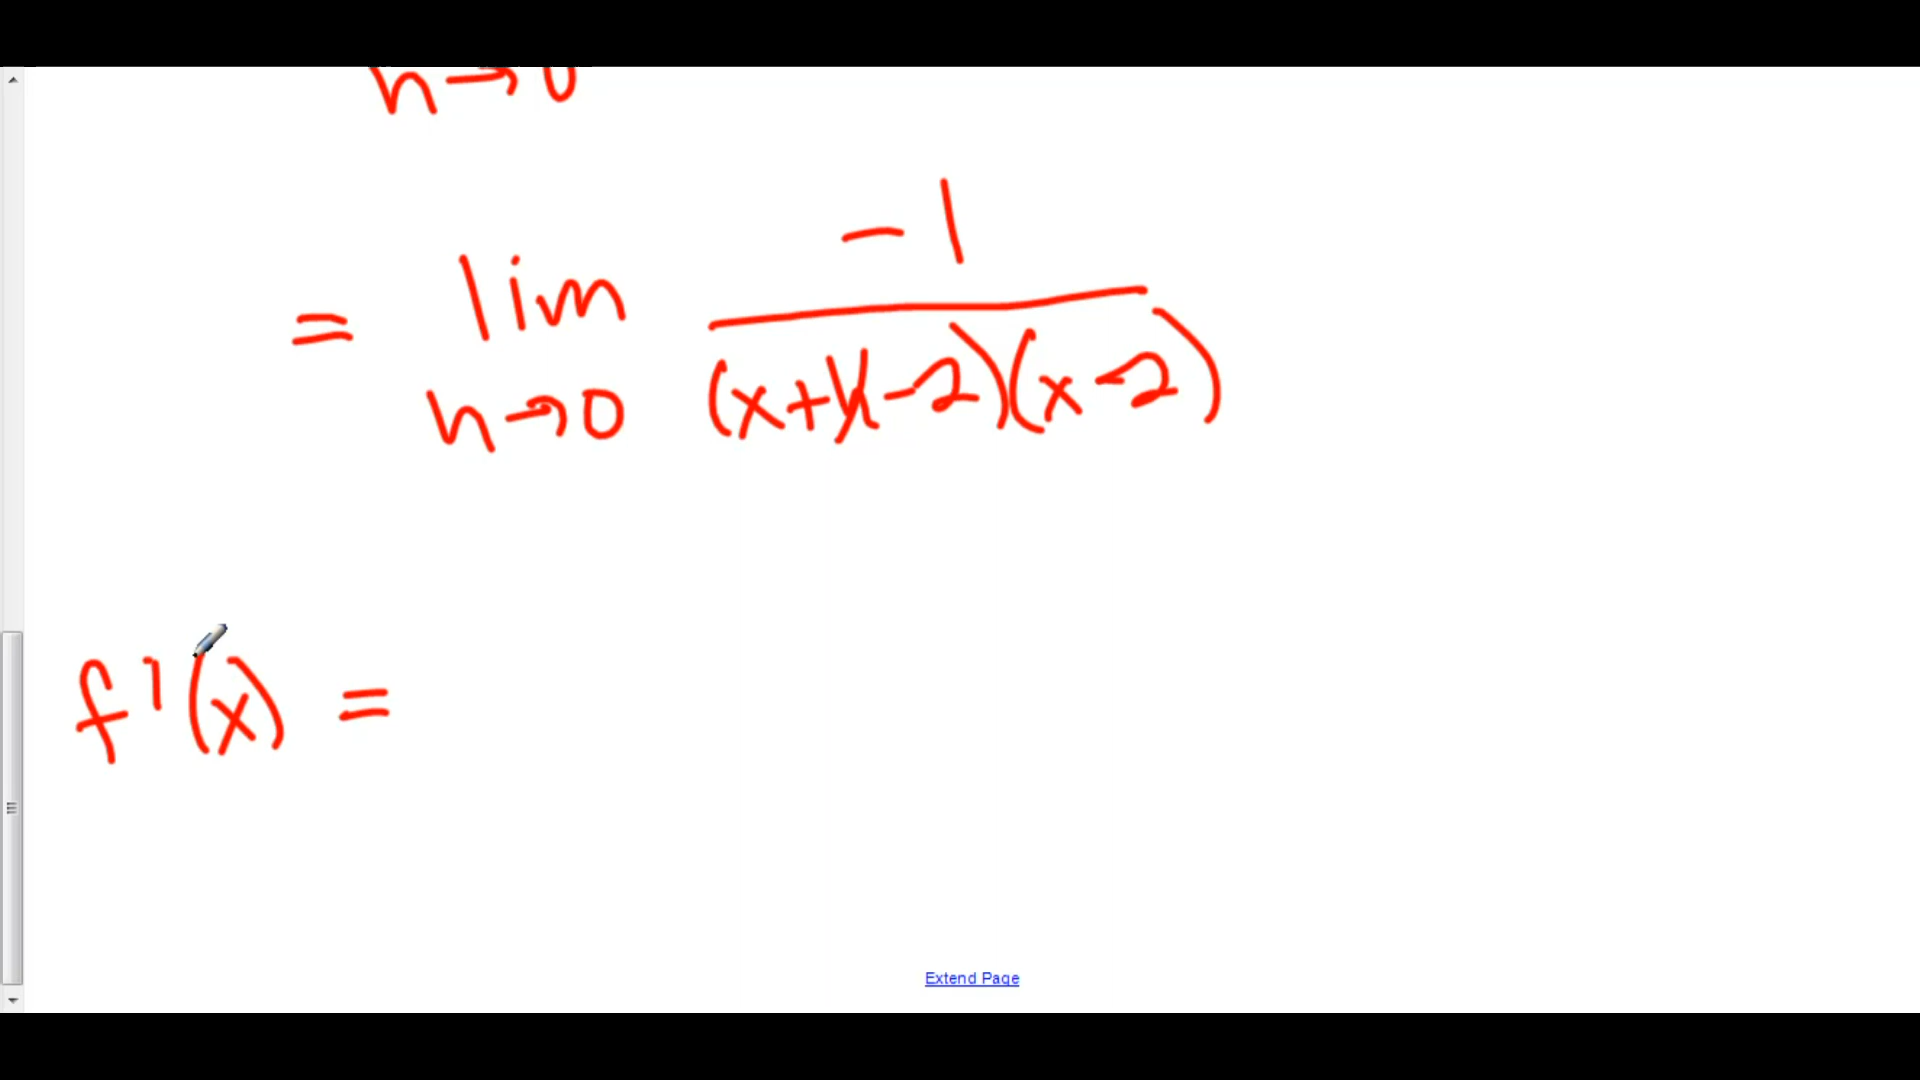 h→0
-1
= lim
h→0 (x+h-2)(x-2)
f'(x) =
Extend Page